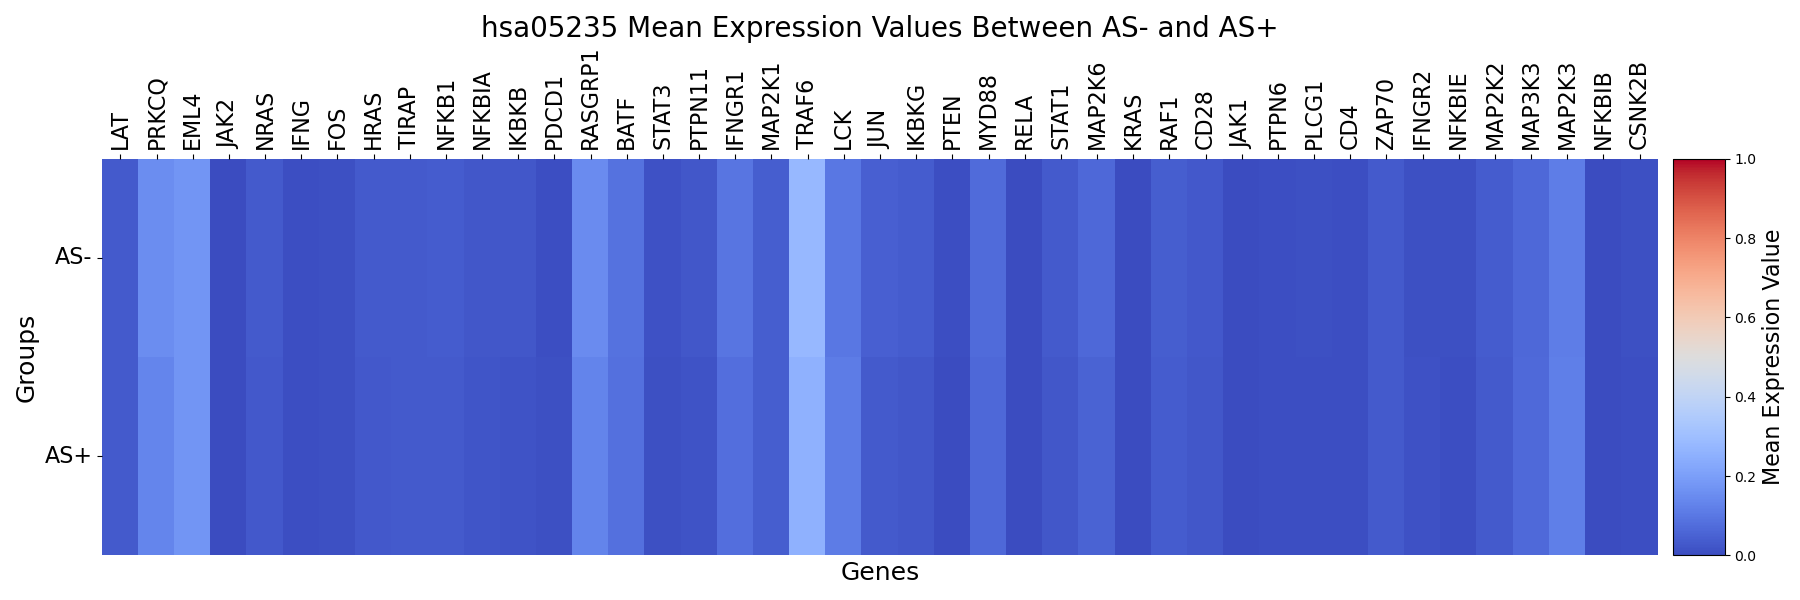 hsa05235 Mean Expression Values Between AS- and AS+
LAT
PRKCQ
EML4
JAK2
NRAS
IFNG
FOS
HRAS
TIRAP
NFKB1
NFKBIA
IKBKB
PDCD1
RASGRP1
BATF
STAT3
PTPN11
IFNGR1
MAP2K1
TRAF6
LCK
JUN
IKBKG
PTEN
MYD88
RELA
STAT1
MAP2K6
KRAS
RAF1
CD28
JAK1
PTPN6
PLCG1
CD4
ZAP70
IFNGR2
NFKBIE
MAP2K2
MAP3K3
MAP2K3
NFKBIB
CSNK2B
Groups
AS-
AS+
Genes
1.0
0.8
0.6
0.4
0.2
0.0
Mean Expression Value